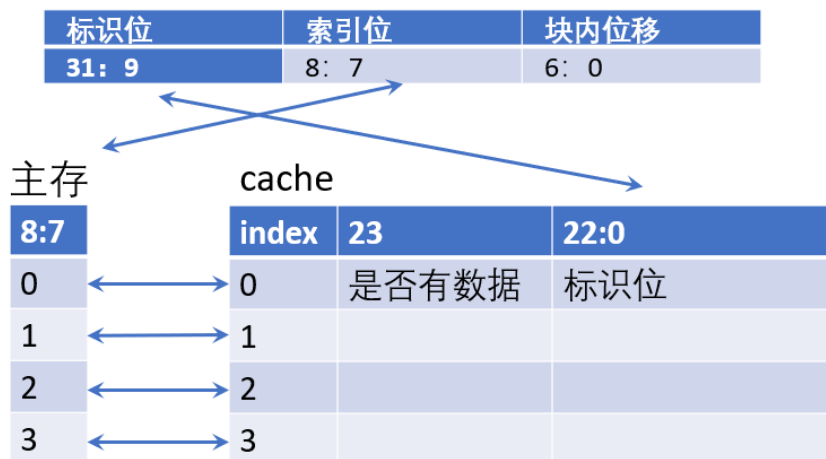 标识位 索引位 块内位移
31：9 8：7 6：0
主存 cache
8:7 index 23 22:0
0 0 是否有数据 标识位
1 1
2 2
3 3